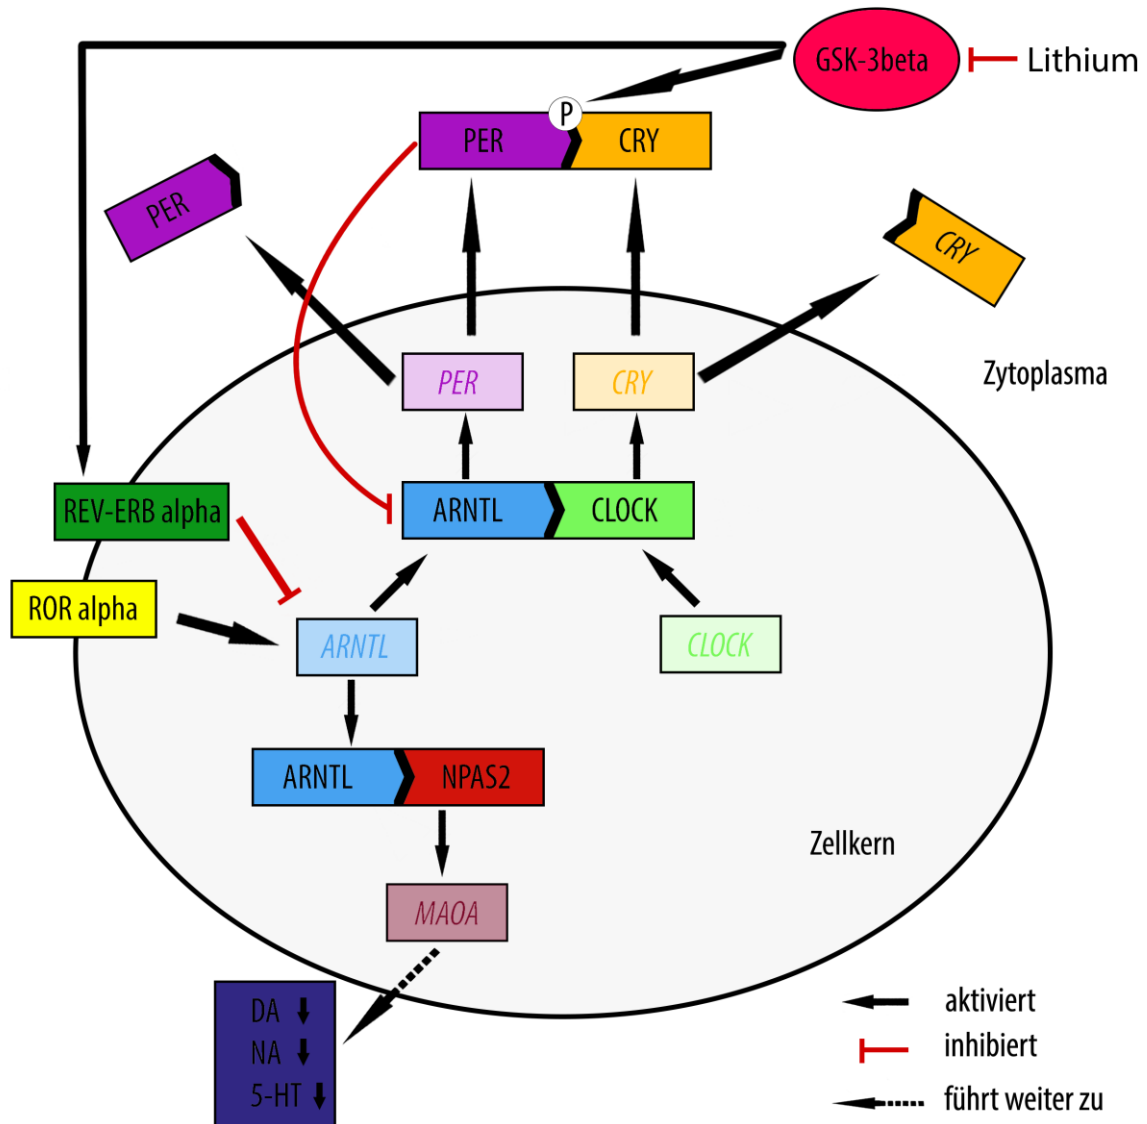 GSK-3beta
Lithium
P
PER
CRY
PER
CRY
PER
CRY
Zytoplasma
REV-ERB alpha
ARNTL
CLOCK
ROR alpha
ARNTL
CLOCK
ARNTL
NPAS2
Zellkern
MAOA
DA
NA
5-HT
aktiviert
inhibiert
führt weiter zu